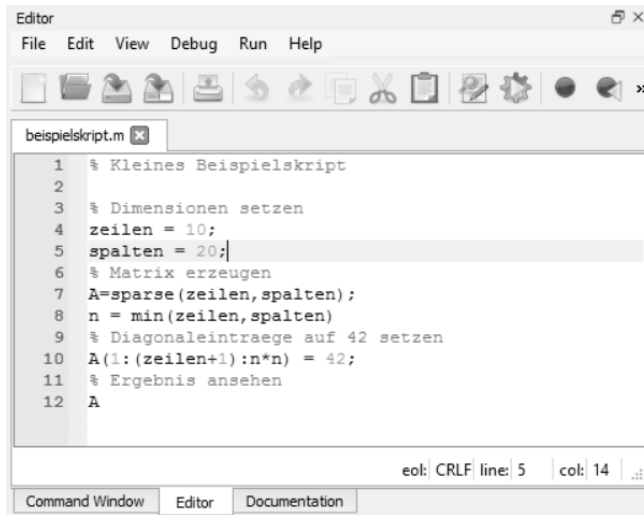 Editor
File Edit View Debug Run Help
beispielskript.m
1 % Kleines Beispielskript
2
3 % Dimensionen setzen
4 zeilen = 10;
5 spalten = 20;
6 % Matrix erzeugen
7 A=sparse(zeilen,spalten);
8 n = min(zeilen,spalten)
9 % Diagonaleintraege auf 42 setzen
10 A(1:(zeilen+1):n*n) = 42;
11 % Ergebnis ansehen
12 A
eol: CRLF line: 5 col: 14
Command Window Editor Documentation